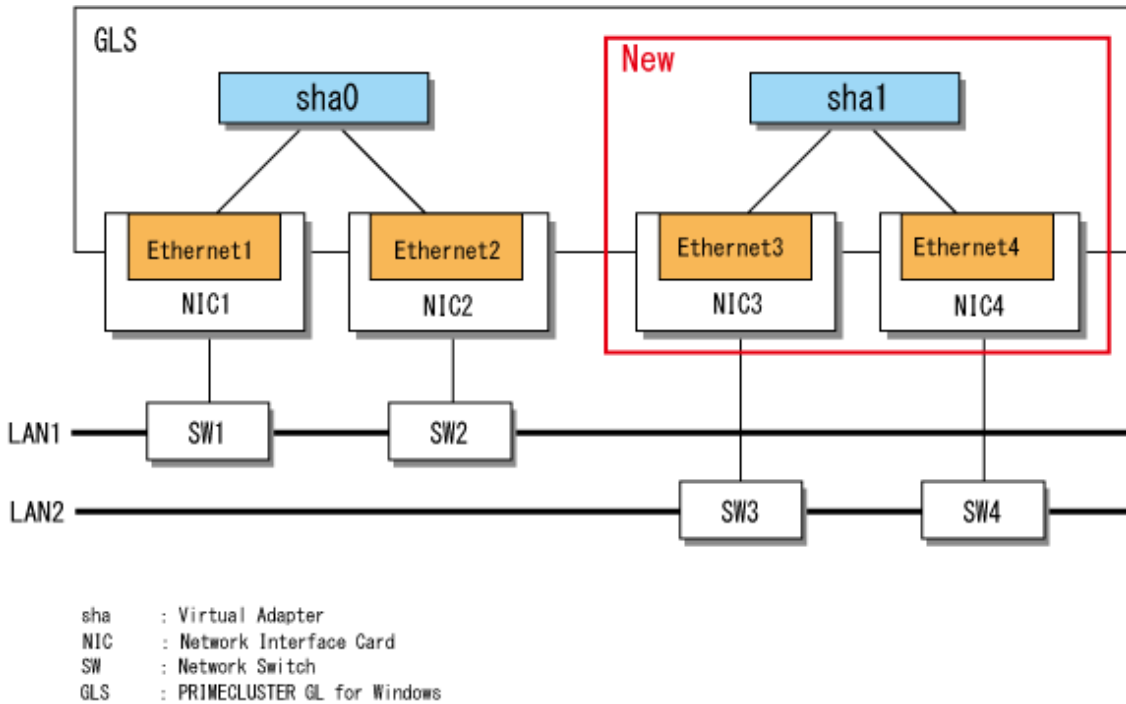 GLS
New
sha0
sha1
Ethernet1
Ethernet2
Ethernet3
Ethernet4
NIC1
NIC2
NIC3
NIC4
LAN1
SW1
SW2
LAN2
SW3
SW4
sha : Virtual Adapter
NIC : Network Interface Card
SW : Network Switch
GLS : PRIMECLUSTER GL for Windows